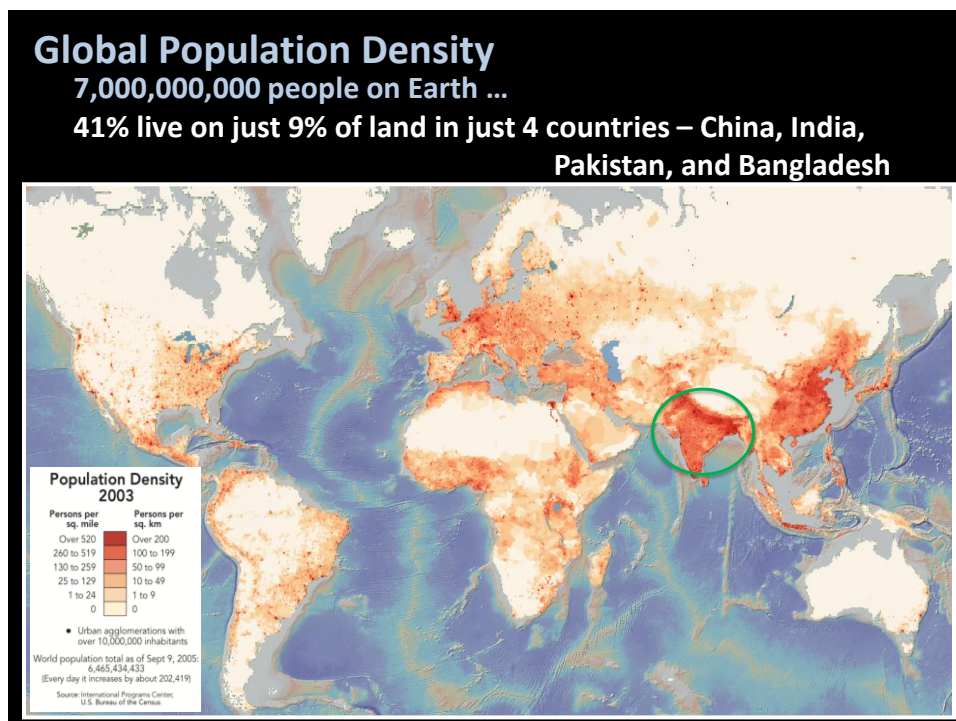 Global Population Density
7,000,000,000 people on Earth …
41% live on just 9% of land in just 4 countries – China, India,
Pakistan, and Bangladesh
Population Density
2003
Persons per sq. mile
Persons per sq. km
Over 520 Over 200
260 to 519 100 to 199
130 to 259 50 to 99
25 to 129 10 to 49
1 to 24 1 to 9
0 0
• Urban agglomerations with
over 10,000,000 inhabitants
World population total as of Sept 9, 2005:
6,465,434,433
(Every day it increases by about 202,419)
Source: International Programs Center,
U.S. Bureau of the Census